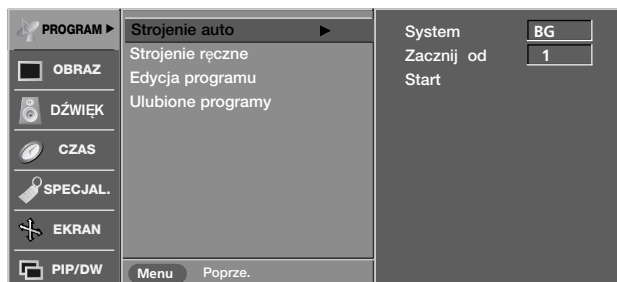 PROGRAM ►
OBRAZ
DŹWIĘK
CZAS
SPECJAL.
EKRAN
PIP/DW
Strojenie auto ►
Strojenie ręczne
Edycja programu
Ulubione programy
Menu Poprze.
System BG
Zacznij od 1
Start